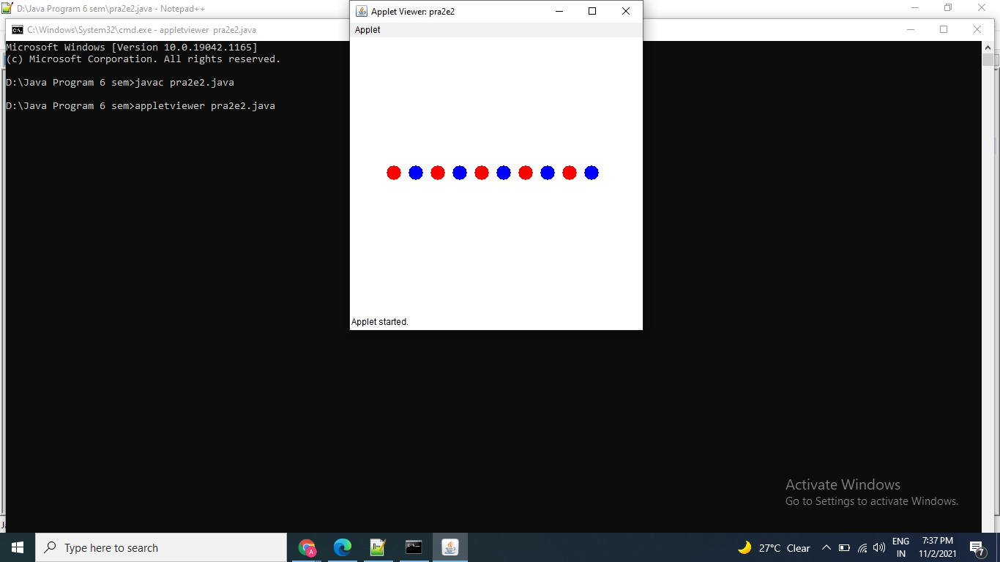 D:\Java Program 6 sem\pra2e2.java - Notepad++
C:\Windows\System32\cmd.exe - appletviewer  pra2e2.java
Microsoft Windows [Version 10.0.19042.1165]
(c) Microsoft Corporation. All rights reserved.
D:\Java Program 6 sem>javac pra2e2.java
D:\Java Program 6 sem>appletviewer pra2e2.java
Applet Viewer: pra2e2
Applet
Applet started.
Activate Windows
Go to Settings to activate Windows.
Type here to search
27°C Clear
ENG
IN
7:37 PM
11/2/2021
7